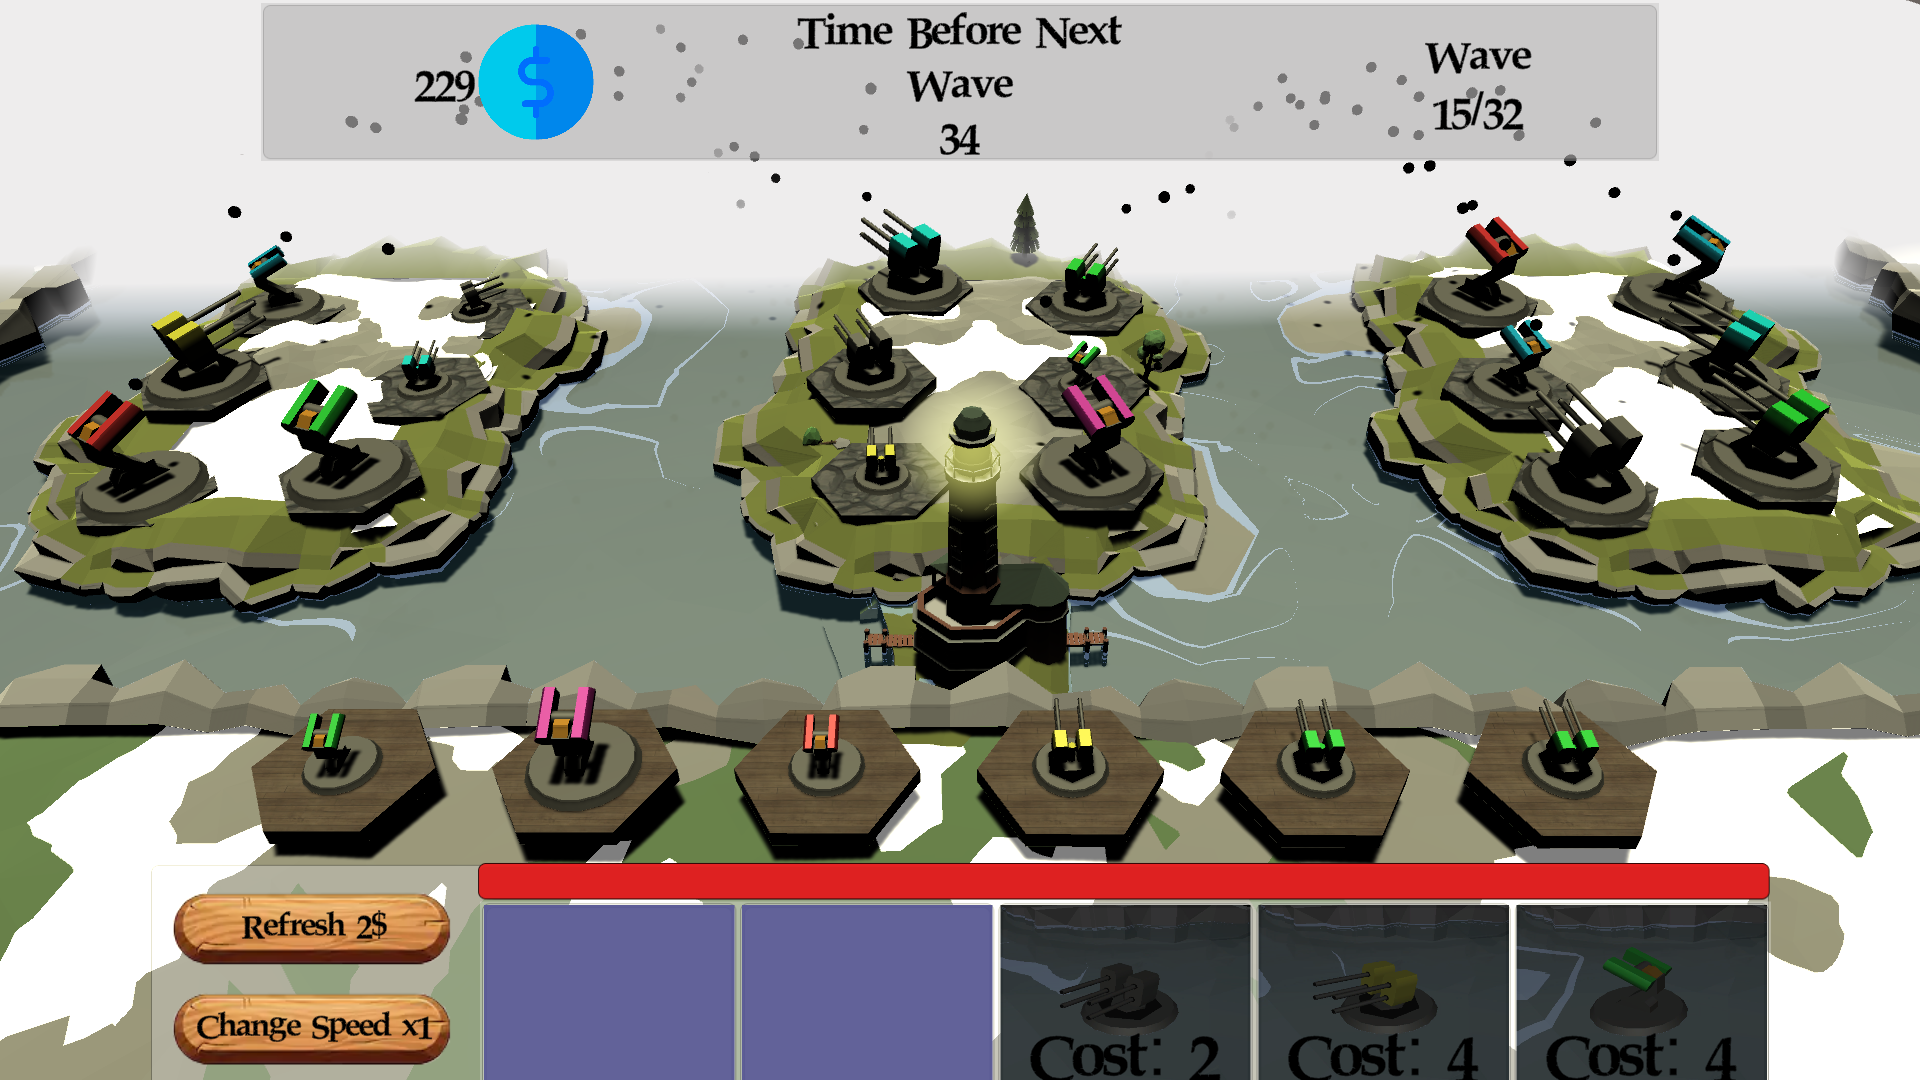 229 $
Time Before Next
Wave
34
Wave
15/32
Refresh 2$
Change Speed x1
Cost: 2
Cost: 4
Cost: 4